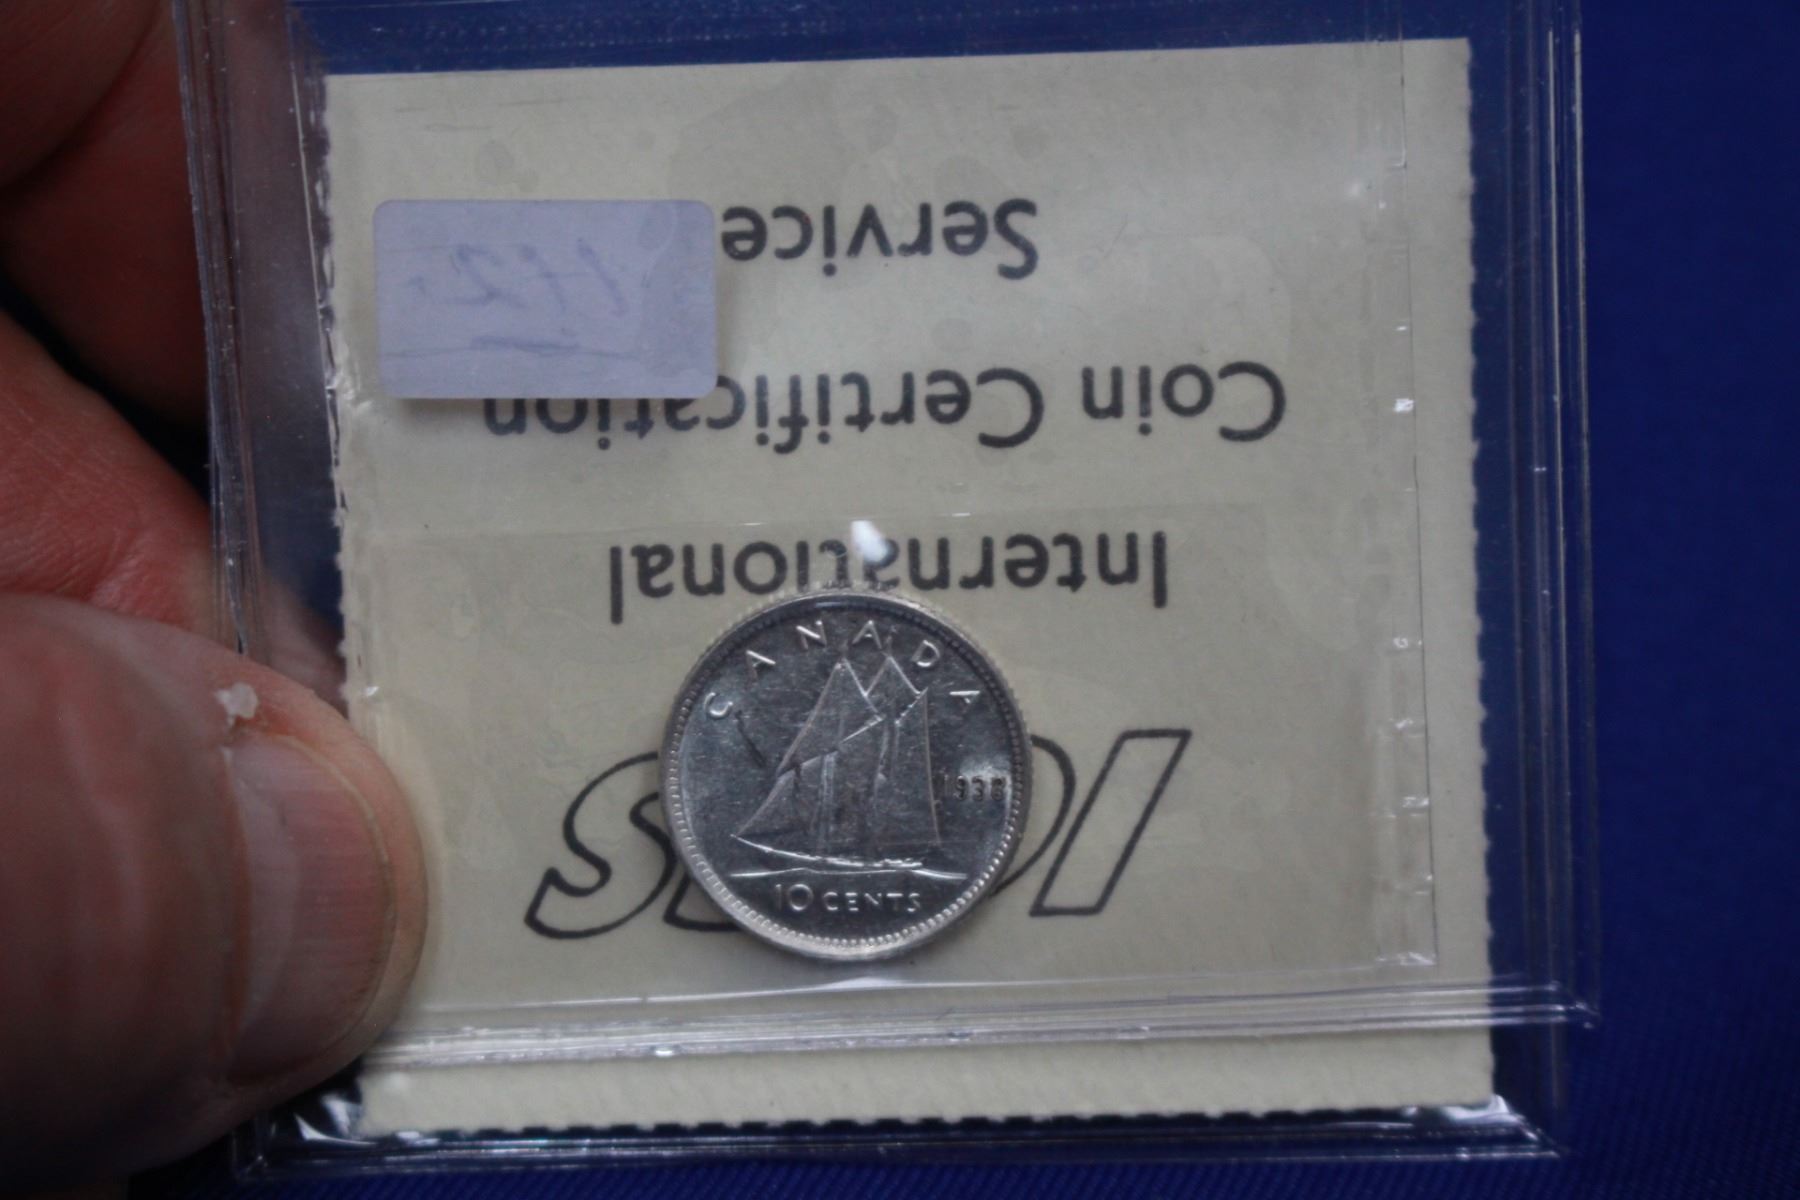 ICCS
International
Coin Certification
Service
CANADA
1938
10 CENTS